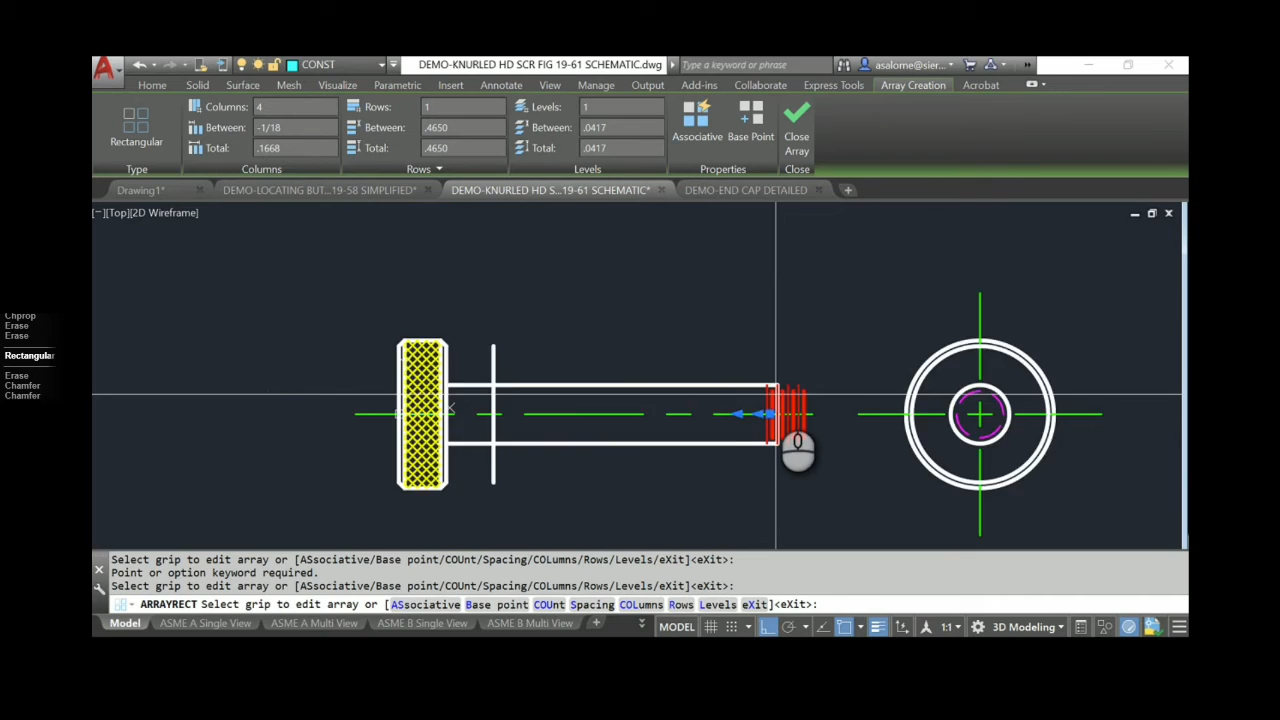 CONST
DEMO-KNURLED HD SCR FIG 19-61 SCHEMATIC.dwg
Type a keyword or phrase
asalome@sier...
Home Solid Surface Mesh Visualize Parametric Insert Annotate View Manage Output Add-ins Collaborate Express Tools Array Creation Acrobat
Columns: 4 Rows: 1 Levels: 1
Rectangular Between: -1/18 Between: .4650 Between: .0417 Associative Base Point Close
Total: .1668 Total: .4650 Total: .0417 Array
Type Columns Rows Levels Properties Close
Drawing1* DEMO-LOCATING BUT...19-58 SIMPLIFIED* DEMO-KNURLED HD S...19-61 SCHEMATIC* DEMO-END CAP DETAILED
[−][Top][2D Wireframe]
Chprop
Erase
Erase
Rectangular
Erase
Chamfer
Chamfer
Select grip to edit array or [ASsociative/Base point/COUnt/Spacing/COLumns/Rows/Levels/eXit]<eXit>:
Point or option keyword required.
Select grip to edit array or [ASsociative/Base point/COUnt/Spacing/COLumns/Rows/Levels/eXit]<eXit>:
ARRAYRECT Select grip to edit array or [ASsociative Base point COUnt Spacing COLumns Rows Levels eXit]<eXit>:
Model ASME A Single View ASME A Multi View ASME B Single View ASME B Multi View MODEL 1:1 3D Modeling